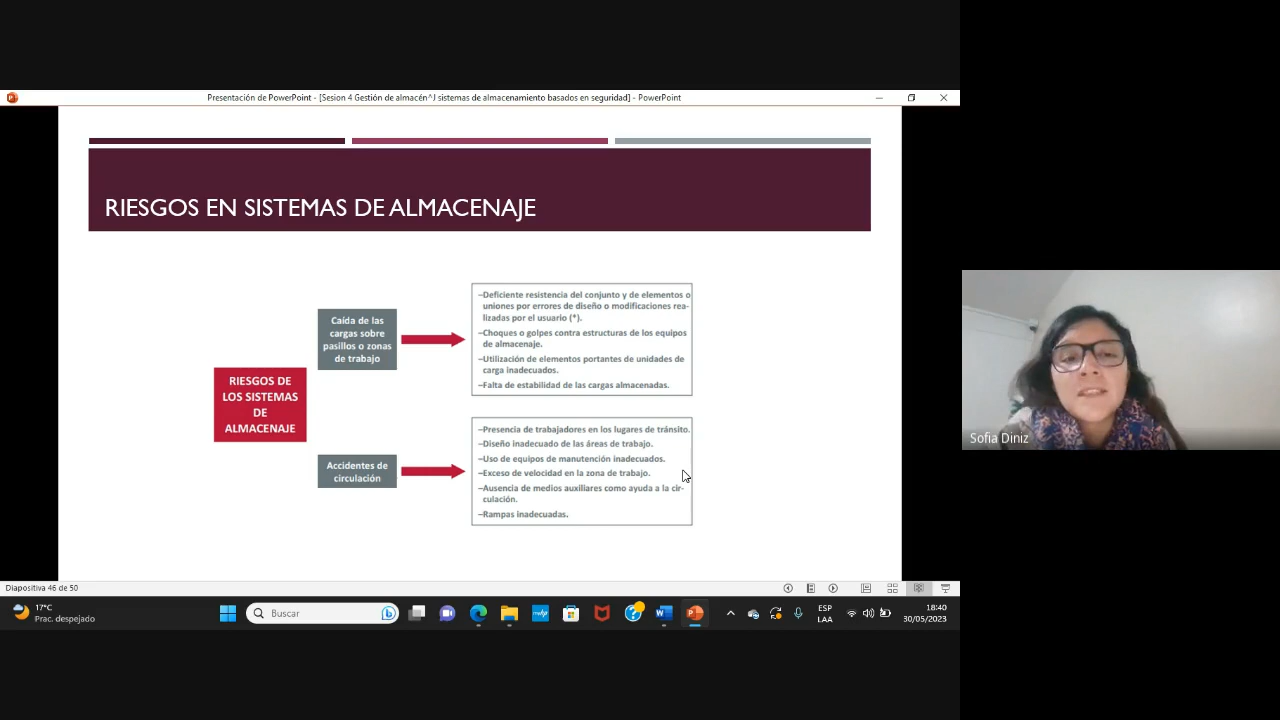 Presentación de PowerPoint - [Sesion 4 Gestión de almacén^J sistemas de almacenamiento basados en seguridad] - PowerPoint
RIESGOS EN SISTEMAS DE ALMACENAJE
RIESGOS DE
LOS SISTEMAS
DE
ALMACENAJE
Caída de las
cargas sobre
pasillos o zonas
de trabajo
–Deficiente resistencia del conjunto y de elementos o
uniones por errores de diseño o modificaciones rea-
lizadas por el usuario (*).
–Choques o golpes contra estructuras de los equipos
de almacenaje.
–Utilización de elementos portantes de unidades de
carga inadecuados.
–Falta de estabilidad de las cargas almacenadas.
Accidentes de
circulación
–Presencia de trabajadores en los lugares de tránsito.
–Diseño inadecuado de las áreas de trabajo.
–Uso de equipos de manutención inadecuados.
–Exceso de velocidad en la zona de trabajo.
–Ausencia de medios auxiliares como ayuda a la cir-
culación.
–Rampas inadecuadas.
Sofia Diniz
Diapositiva 46 de 50
17°C
Prac. despejado
Buscar
ESP
LAA
18:40
30/05/2023